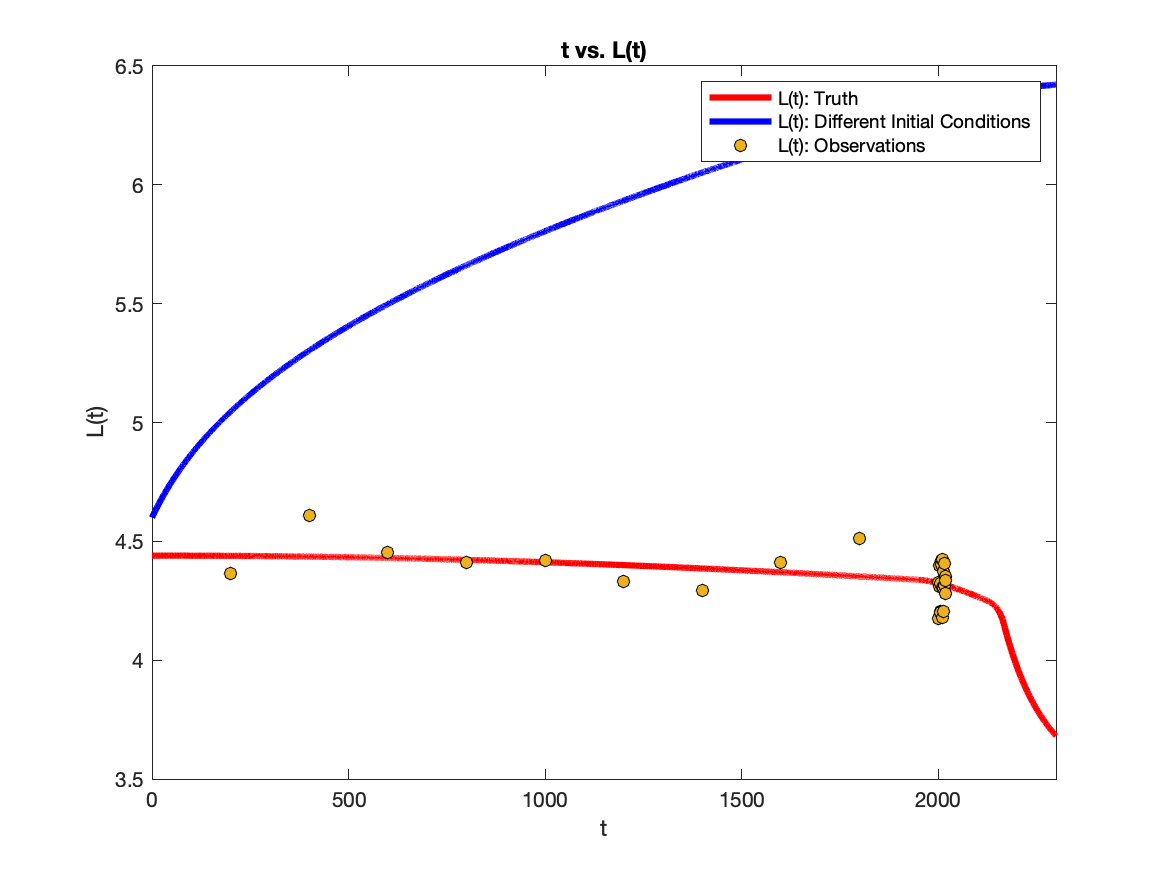 t vs. L(t)
6.5
6
5.5
5
4.5
4
3.5
L(t)
L(t): Truth
L(t): Different Initial Conditions
L(t): Observations
0 500 1000 1500 2000
t